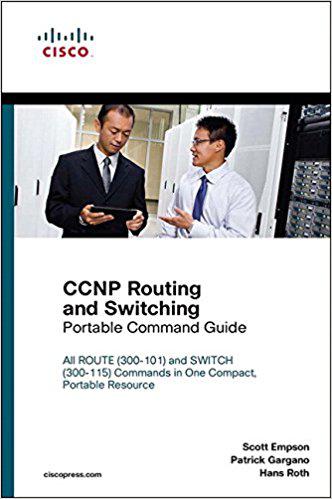 CISCO
CCNP Routing
and Switching
Portable Command Guide
All ROUTE (300-101) and SWITCH
(300-115) Commands in One Compact,
Portable Resource
Scott Empson
Patrick Gargano
Hans Roth
ciscopress.com